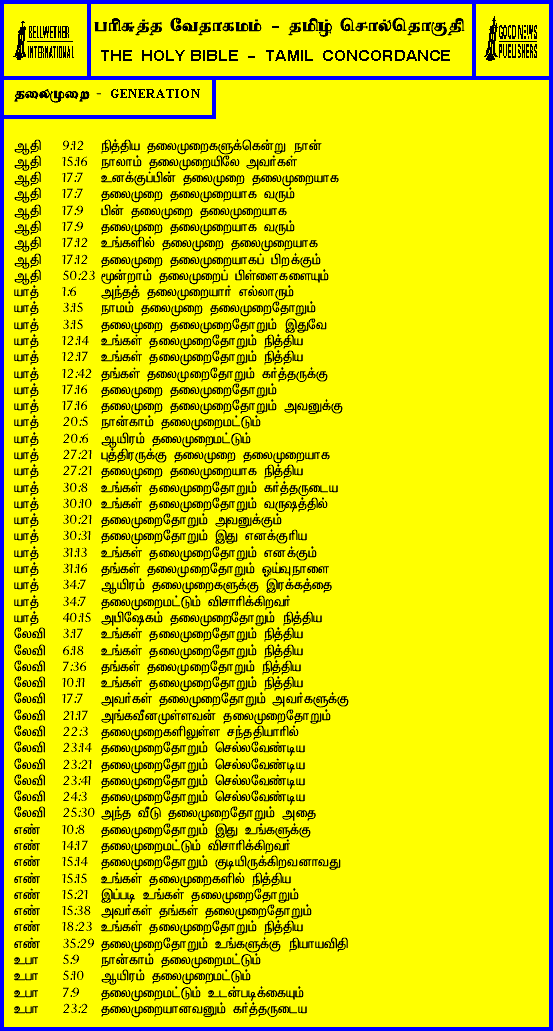 BELLWETHER
INTERNATIONAL
பரிசுத்த வேதாகமம் - தமிழ் சொல்தொகுதி
THE HOLY BIBLE - TAMIL CONCORDANCE
GOOD NEWS
PUBLISHERS
தலைமுறை - GENERATION
ஆதி 9:12 நித்திய தலைமுறைகளுக்கென்று நான்
ஆதி 15:16 நாலாம் தலைமுறையிலே அவர்கள்
ஆதி 17:7 உனக்குப்பின் தலைமுறை தலைமுறையாக
ஆதி 17:7 தலைமுறை தலைமுறையாக வரும்
ஆதி 17:9 பின் தலைமுறை தலைமுறையாக
ஆதி 17:9 தலைமுறை தலைமுறையாக வரும்
ஆதி 17:12 உங்களில் தலைமுறை தலைமுறையாக
ஆதி 17:12 தலைமுறை தலைமுறையாகப் பிறக்கும்
ஆதி 50:23 மூன்றாம் தலைமுறைப் பிள்ளைகளையும்
யாத் 1:6 அந்தத் தலைமுறையார் எல்லாரும்
யாத் 3:15 நாமம் தலைமுறை தலைமுறைதோறும்
யாத் 3:15 தலைமுறை தலைமுறைதோறும் இதுவே
யாத் 12:14 உங்கள் தலைமுறைதோறும் நித்திய
யாத் 12:17 உங்கள் தலைமுறைதோறும் நித்திய
யாத் 12:42 தங்கள் தலைமுறைதோறும் கர்த்தருக்கு
யாத் 17:16 தலைமுறை தலைமுறைதோறும்
யாத் 17:16 தலைமுறை தலைமுறைதோறும் அவனுக்கு
யாத் 20:5 நான்காம் தலைமுறைமட்டும்
யாத் 20:6 ஆயிரம் தலைமுறைமட்டும்
யாத் 27:21 புத்திரருக்கு தலைமுறை தலைமுறையாக
யாத் 27:21 தலைமுறை தலைமுறையாக நித்திய
யாத் 30:8 உங்கள் தலைமுறைதோறும் கர்த்தருடைய
யாத் 30:10 உங்கள் தலைமுறைதோறும் வருஷத்தில்
யாத் 30:21 தலைமுறைதோறும் அவனுக்கும்
யாத் 30:31 தலைமுறைதோறும் இது எனக்குரிய
யாத் 31:13 உங்கள் தலைமுறைதோறும் எனக்கும்
யாத் 31:16 தங்கள் தலைமுறைதோறும் ஓய்வுநாளை
யாத் 34:7 ஆயிரம் தலைமுறைகளுக்கு இரக்கத்தை
யாத் 34:7 தலைமுறைமட்டும் விசாரிக்கிறவர்
யாத் 40:15 அபிஷேகம் தலைமுறைதோறும் நித்திய
லேவி 3:17 உங்கள் தலைமுறைதோறும் நித்திய
லேவி 6:18 உங்கள் தலைமுறைதோறும் நித்திய
லேவி 7:36 தங்கள் தலைமுறைதோறும் நித்திய
லேவி 10:11 உங்கள் தலைமுறைதோறும் நித்திய
லேவி 17:7 அவர்கள் தலைமுறைதோறும் அவர்களுக்கு
லேவி 21:17 அங்கவீனமுள்ளவன் தலைமுறைதோறும்
லேவி 22:3 தலைமுறைகளிலுள்ள சந்ததியாரில்
லேவி 23:14 தலைமுறைதோறும் செல்லவேண்டிய
லேவி 23:21 தலைமுறைதோறும் செல்லவேண்டிய
லேவி 23:41 தலைமுறைதோறும் செல்லவேண்டிய
லேவி 24:3 தலைமுறைதோறும் செல்லவேண்டிய
லேவி 25:30 அந்த வீடு தலைமுறைதோறும் அதை
எண் 10:8 தலைமுறைதோறும் இது உங்களுக்கு
எண் 14:17 தலைமுறைமட்டும் விசாரிக்கிறவர்
எண் 15:14 தலைமுறைதோறும் குடியிருக்கிறவனாவது
எண் 15:15 உங்கள் தலைமுறைகளில் நித்திய
எண் 15:21 இப்படி உங்கள் தலைமுறைதோறும்
எண் 15:38 அவர்கள் தங்கள் தலைமுறைதோறும்
எண் 18:23 உங்கள் தலைமுறைதோறும் நித்திய
எண் 35:29 தலைமுறைதோறும் உங்களுக்கு நியாயவிதி
உபா 5:9 நான்காம் தலைமுறைமட்டும்
உபா 5:10 ஆயிரம் தலைமுறைமட்டும்
உபா 7:9 தலைமுறைமட்டும் உடன்படிக்கையும்
உபா 23:2 தலைமுறையானவனும் கர்த்தருடைய